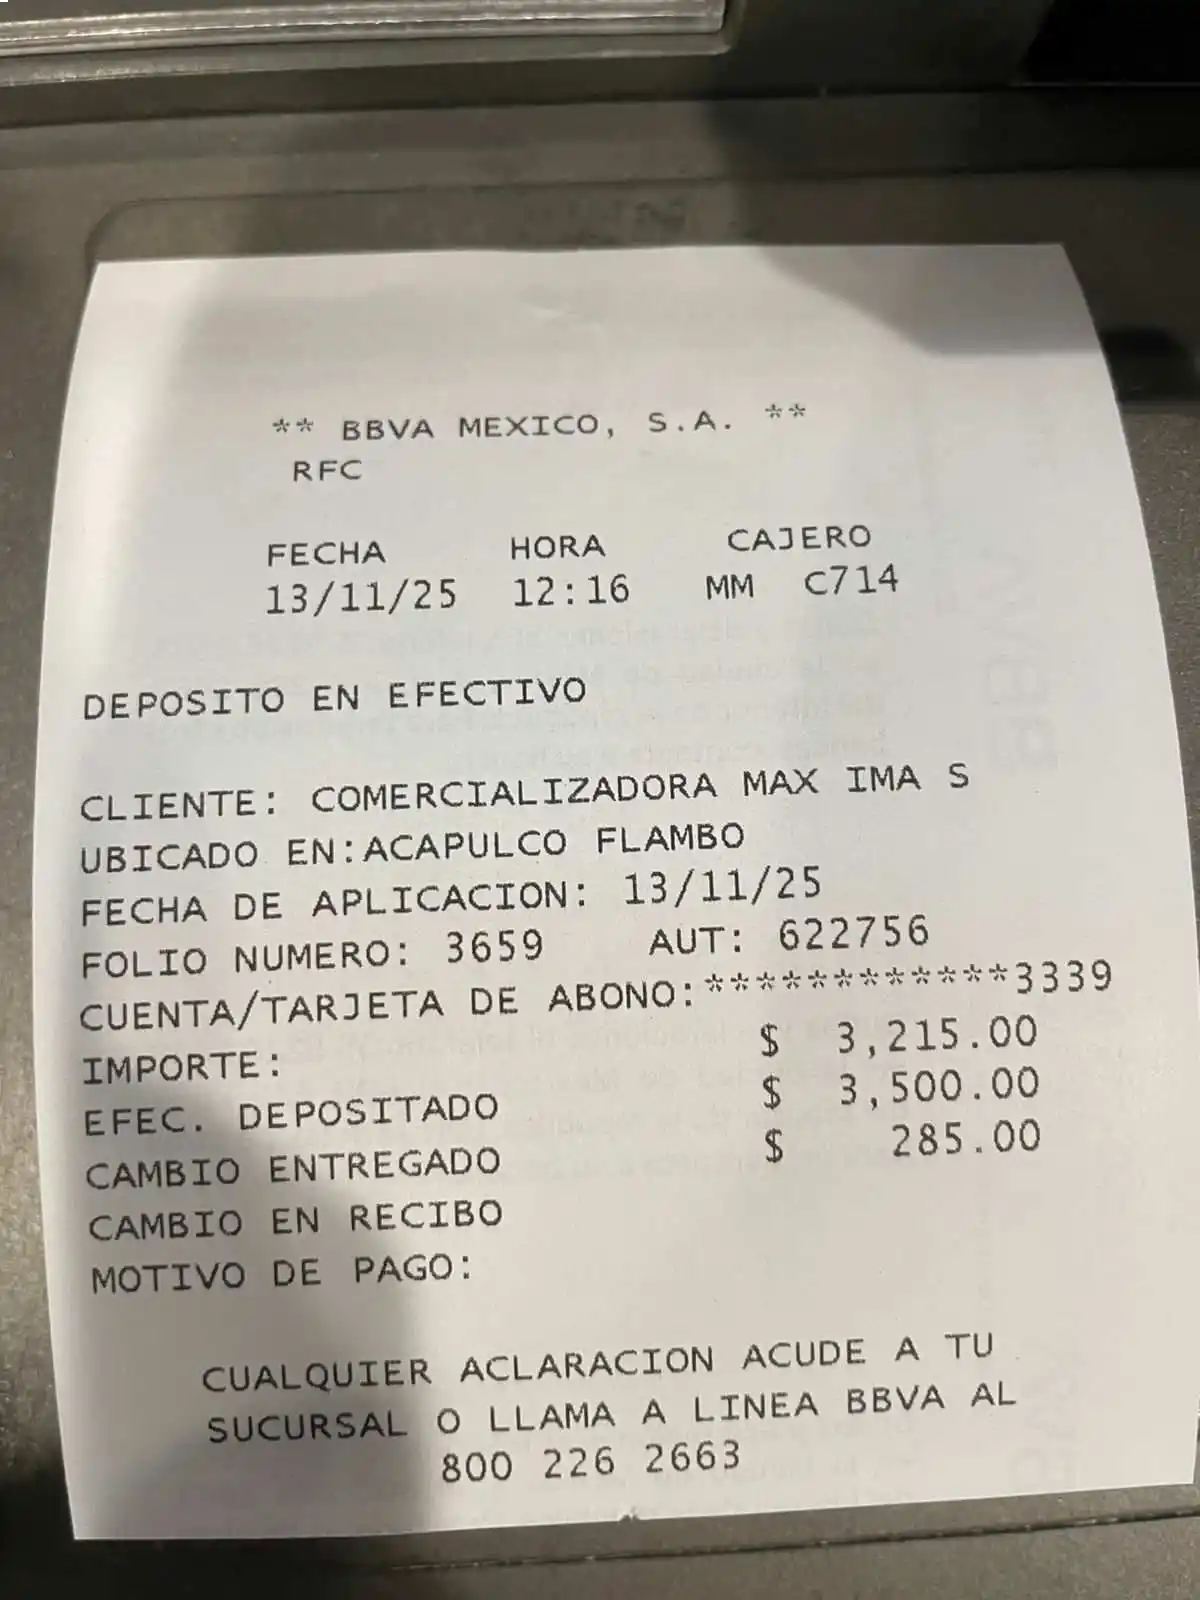 ** BBVA MEXICO, S.A. **
RFC
FECHA HORA CAJERO
13/11/25 12:16 MM C714
DEPOSITO EN EFECTIVO
CLIENTE: COMERCIALIZADORA MAX IMA S
UBICADO EN:ACAPULCO FLAMBO
FECHA DE APLICACION: 13/11/25
FOLIO NUMERO: 3659 AUT: 622756
CUENTA/TARJETA DE ABONO:************3339
IMPORTE: $ 3,215.00
EFEC. DEPOSITADO $ 3,500.00
CAMBIO ENTREGADO $ 285.00
CAMBIO EN RECIBO
MOTIVO DE PAGO:
CUALQUIER ACLARACION ACUDE A TU
SUCURSAL O LLAMA A LINEA BBVA AL
800 226 2663